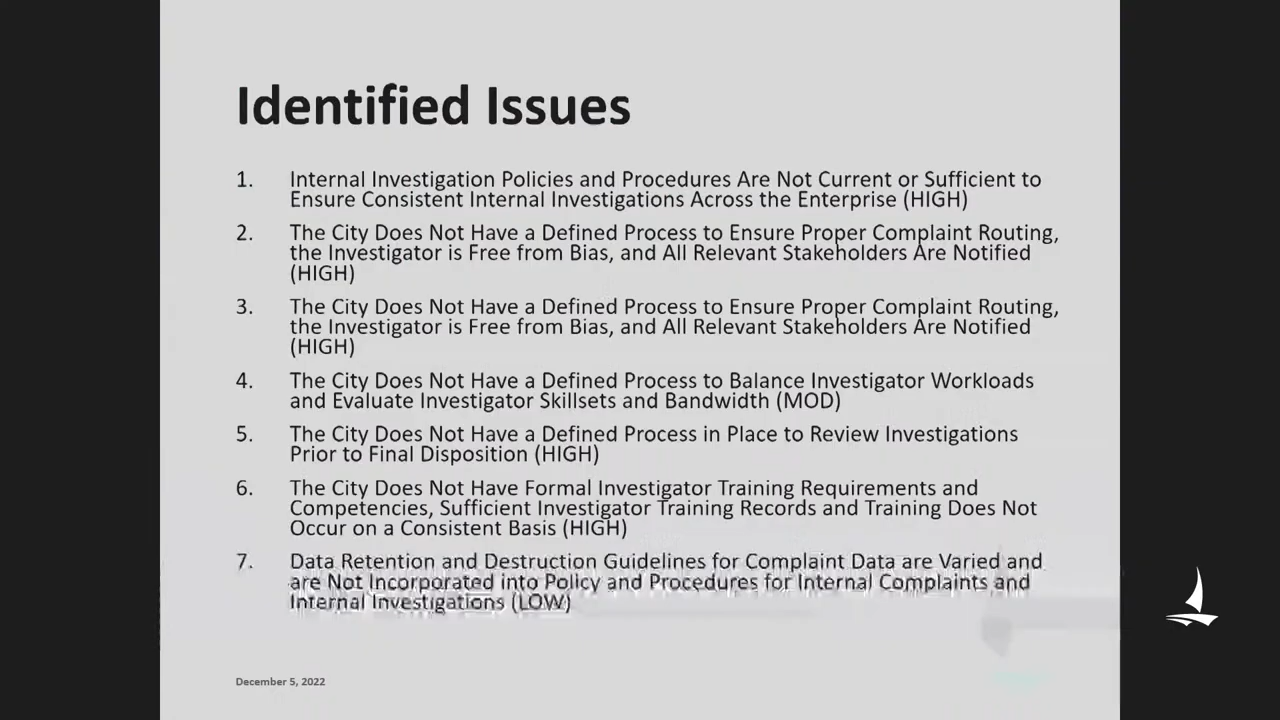 Identified Issues
1. Internal Investigation Policies and Procedures Are Not Current or Sufficient to
Ensure Consistent Internal Investigations Across the Enterprise (HIGH)
2. The City Does Not Have a Defined Process to Ensure Proper Complaint Routing,
the Investigator is Free from Bias, and All Relevant Stakeholders Are Notified
(HIGH)
3. The City Does Not Have a Defined Process to Ensure Proper Complaint Routing,
the Investigator is Free from Bias, and All Relevant Stakeholders Are Notified
(HIGH)
4. The City Does Not Have a Defined Process to Balance Investigator Workloads
and Evaluate Investigator Skillsets and Bandwidth (MOD)
5. The City Does Not Have a Defined Process in Place to Review Investigations
Prior to Final Disposition (HIGH)
6. The City Does Not Have Formal Investigator Training Requirements and
Competencies, Sufficient Investigator Training Records and Training Does Not
Occur on a Consistent Basis (HIGH)
7. Data Retention and Destruction Guidelines for Complaint Data are Varied and
are Not Incorporated into Policy and Procedures for Internal Complaints and
Internal Investigations (LOW)
December 5, 2022